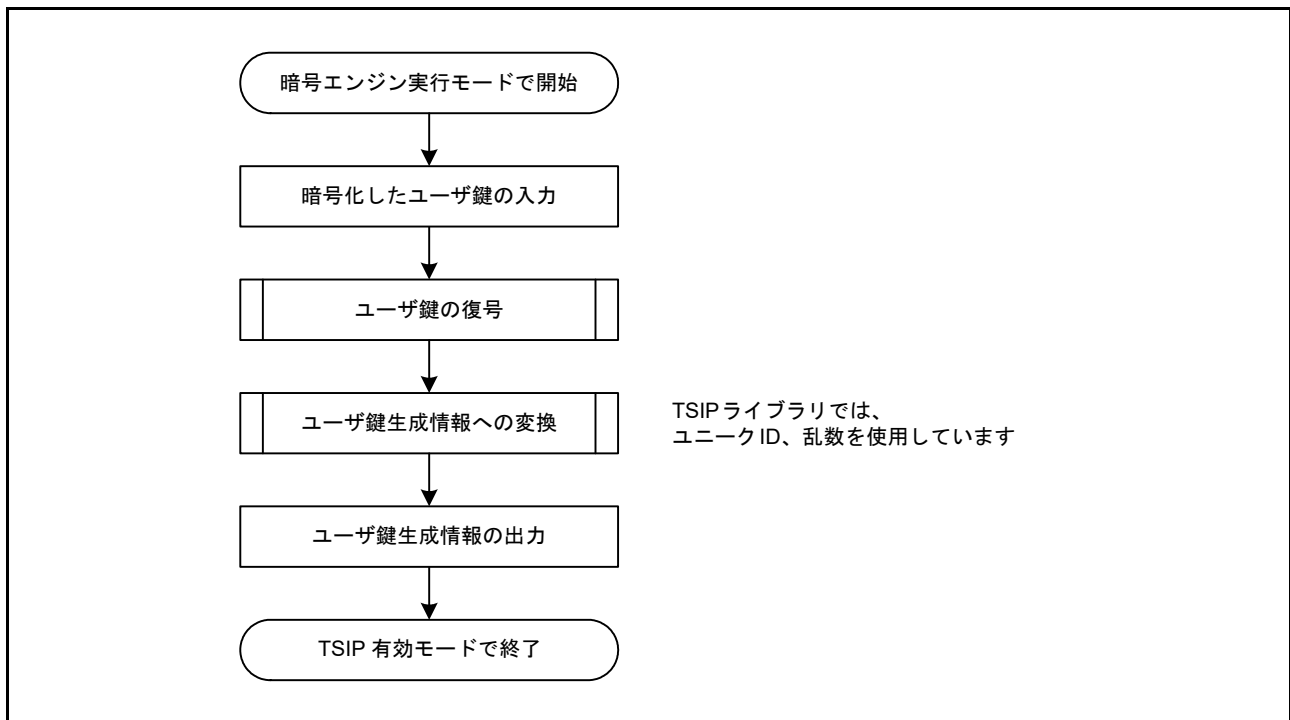 暗号エンジン実行モードで開始
暗号化したユーザ鍵の入力
ユーザ鍵の復号
ユーザ鍵生成情報への変換
TSIPライブラリでは、
ユニークID、乱数を使用しています
ユーザ鍵生成情報の出力
TSIP 有効モードで終了